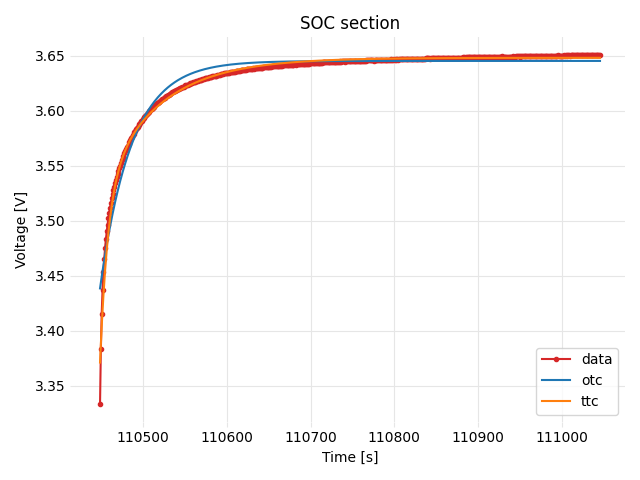 SOC section
3.65
3.60
3.55
3.50
3.45
3.40
3.35
Voltage [V]
data
otc
ttc
110500 110600 110700 110800 110900 111000
Time [s]